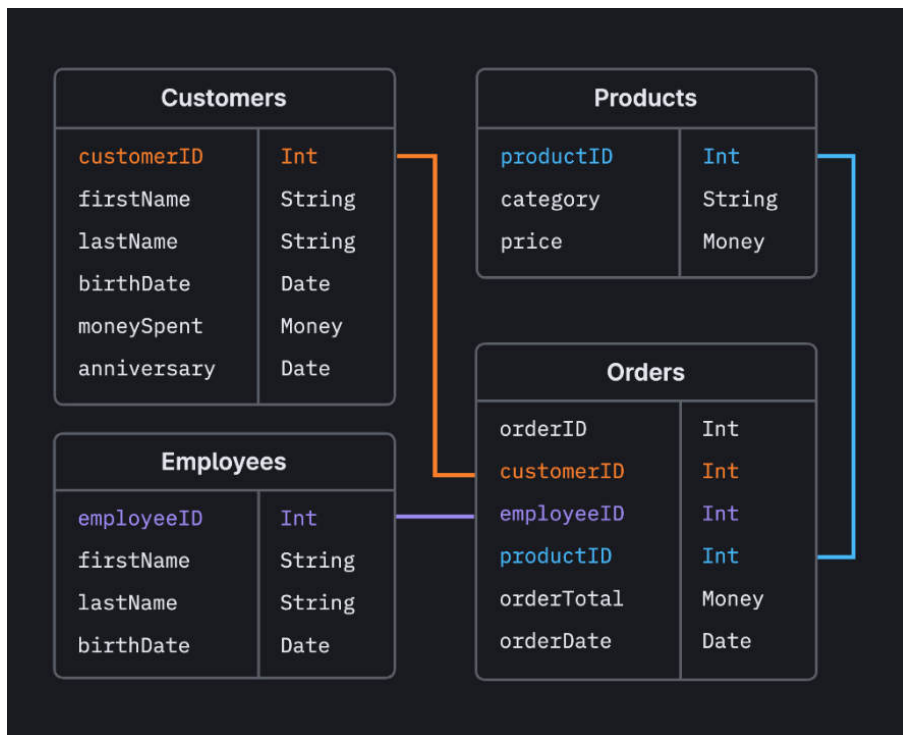 Customers
customerID Int
firstName String
lastName String
birthDate Date
moneySpent Money
anniversary Date
Products
productID Int
category String
price Money
Employees
employeeID Int
firstName String
lastName String
birthDate Date
Orders
orderID Int
customerID Int
employeeID Int
productID Int
orderTotal Money
orderDate Date